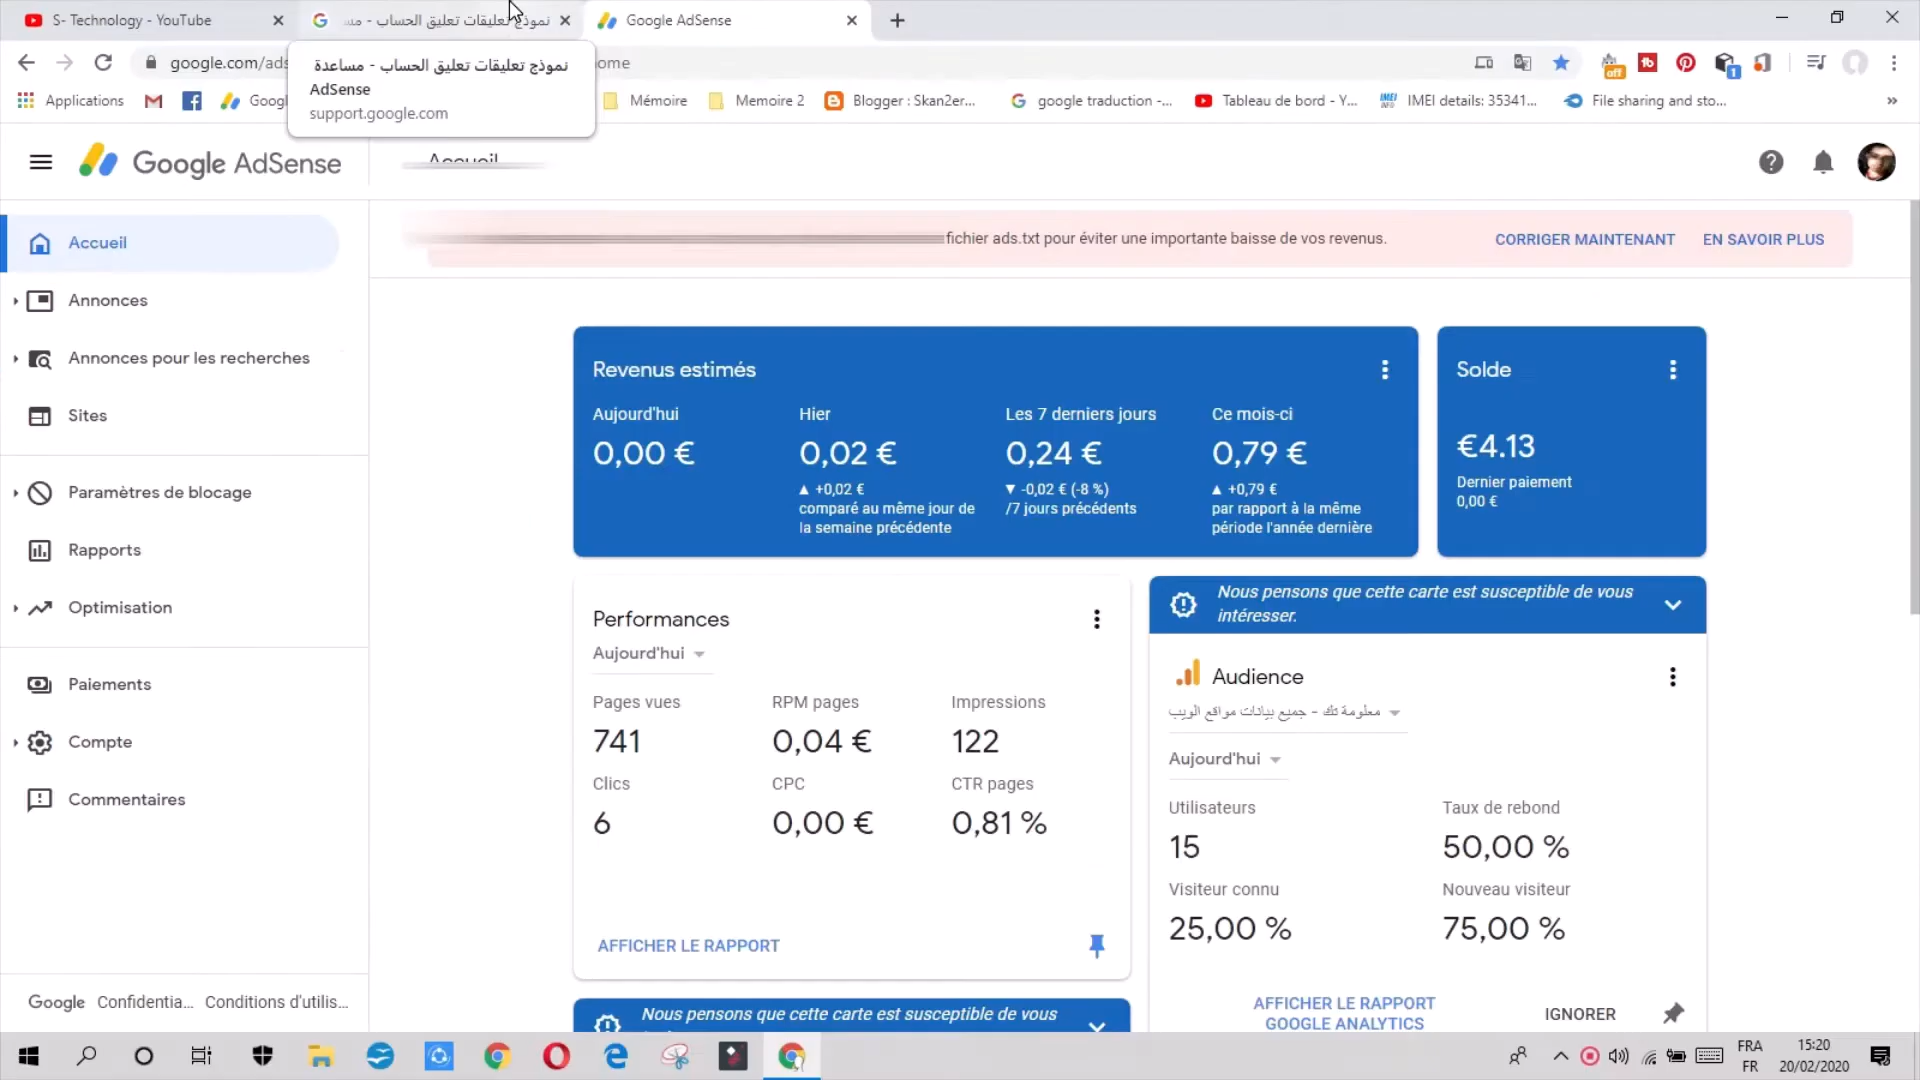 S- Technology - YouTube
نموذج تعليقات تعليق الحساب - مسا
Google AdSense
google.com/ads
ome
نموذج تعليقات تعليق الحساب - مساعدة
AdSense
support.google.com
Applications
Googl
Mémoire
Memoire 2
Blogger : Skan2er...
google traduction -...
Tableau de bord - Y...
IMEI details: 35341...
File sharing and sto...
Google AdSense
Accueil
fichier ads.txt pour éviter une importante baisse de vos revenus.
CORRIGER MAINTENANT
EN SAVOIR PLUS
Accueil
Annonces
Annonces pour les recherches
Sites
Paramètres de blocage
Rapports
Optimisation
Paiements
Compte
Commentaires
Google Confidentia... Conditions d'utilis...
Revenus estimés
Aujourd'hui
0,00 €
Hier
0,02 €
▲ +0,02 €
comparé au même jour de
la semaine précédente
Les 7 derniers jours
0,24 €
▼ -0,02 € (-8 %)
/7 jours précédents
Ce mois-ci
0,79 €
▲ +0,79 €
par rapport à la même
période l'année dernière
Solde
€4.13
Dernier paiement
0,00 €
Performances
Aujourd'hui
Pages vues
741
RPM pages
0,04 €
Impressions
122
Clics
6
CPC
0,00 €
CTR pages
0,81 %
AFFICHER LE RAPPORT
Nous pensons que cette carte est susceptible de vous
Nous pensons que cette carte est susceptible de vous
intéresser.
Audience
معلومة تك - جميع بيانات مواقع الويب
Aujourd'hui
Utilisateurs
15
Taux de rebond
50,00 %
Visiteur connu
25,00 %
Nouveau visiteur
75,00 %
AFFICHER LE RAPPORT
GOOGLE ANALYTICS
IGNORER
FRA
FR
15:20
20/02/2020